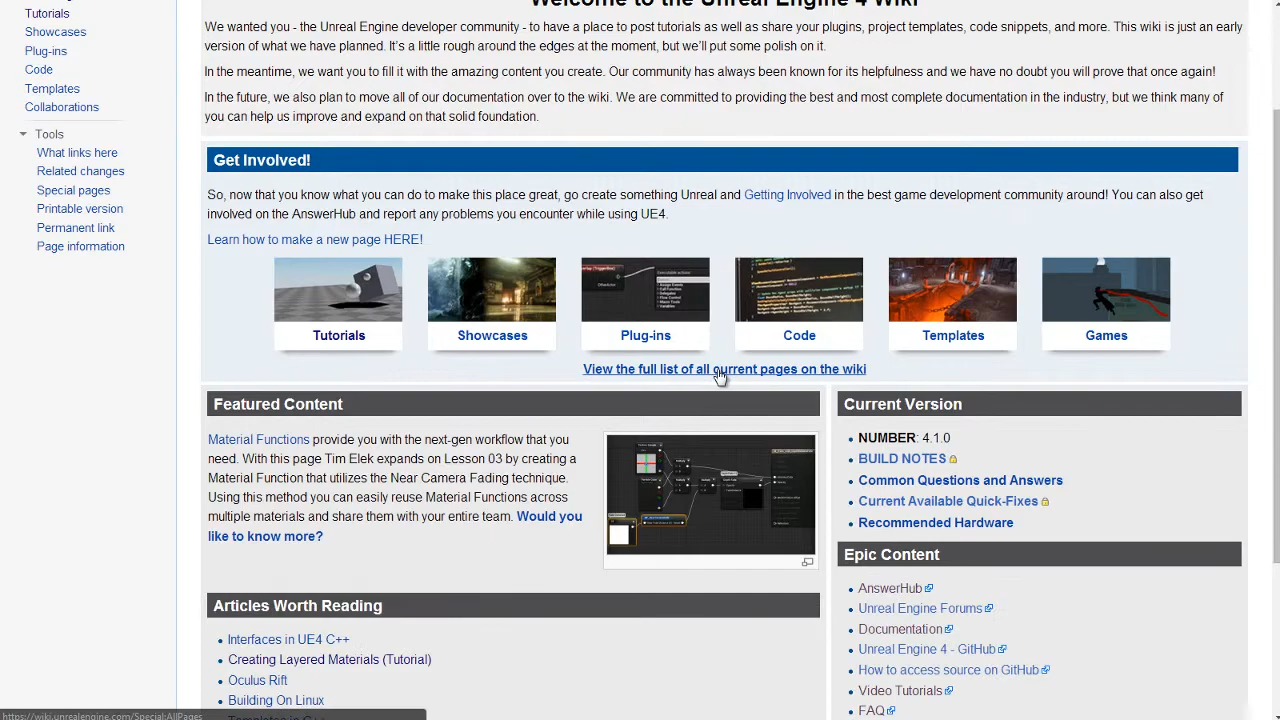 Welcome to the Unreal Engine 4 Wiki
Tutorials
Showcases
Plug-ins
Code
Templates
Collaborations
Tools
What links here
Related changes
Special pages
Printable version
Permanent link
Page information
We wanted you - the Unreal Engine developer community - to have a place to post tutorials as well as share your plugins, project templates, code snippets, and more. This wiki is just an early
version of what we have planned. It's a little rough around the edges at the moment, but we'll put some polish on it.
In the meantime, we want you to fill it with the amazing content you create. Our community has always been known for its helpfulness and we have no doubt you will prove that once again!
In the future, we also plan to move all of our documentation over to the wiki. We are committed to providing the best and most complete documentation in the industry, but we think many of
you can help us improve and expand on that solid foundation.
Get Involved!
So, now that you know what you can do to make this place great, go create something Unreal and Getting Involved in the best game development community around! You can also get
involved on the AnswerHub and report any problems you encounter while using UE4.
Learn how to make a new page HERE!
Tutorials
Showcases
Plug-ins
Code
Templates
Games
View the full list of all current pages on the wiki
Featured Content
Material Functions provide you with the next-gen workflow that you
need. With this page Tim Elek expands on Lesson 03 by creating a
Material Function that utilizes the Near Camera Fading technique.
Using this method you can easily reuse Material Functions across
multiple materials and share them with your entire team. Would you
like to know more?
Articles Worth Reading
Interfaces in UE4 C++
Creating Layered Materials (Tutorial)
Oculus Rift
Building On Linux
Current Version
NUMBER: 4.1.0
BUILD NOTES
Common Questions and Answers
Current Available Quick-Fixes
Recommended Hardware
Epic Content
AnswerHub
Unreal Engine Forums
Documentation
Unreal Engine 4 - GitHub
How to access source on GitHub
Video Tutorials
FAQ
https://wiki.unrealengine.com/Special:AllPages